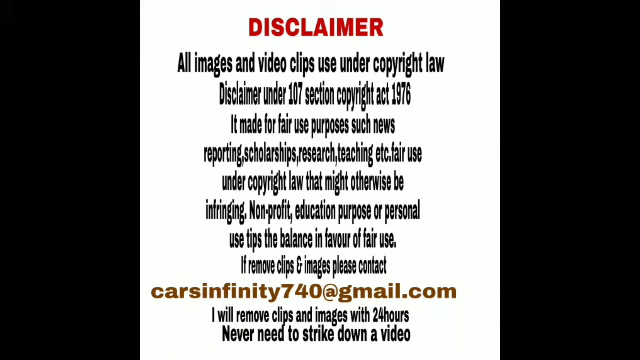 DISCLAIMER
All images and video clips use under copyright law
Disclaimer under 107 section copyright act 1976
It made for fair use purposes such news
reporting,scholarships,research,teaching etc.fair use
under copyright law that might otherwise be
infringing. Non-profit, education purpose or personal
use tips the balance in favour of fair use.
If remove clips & images please contact
carsinfinity740@gmail.com
I will remove clips and images with 24hours
Never need to strike down a video